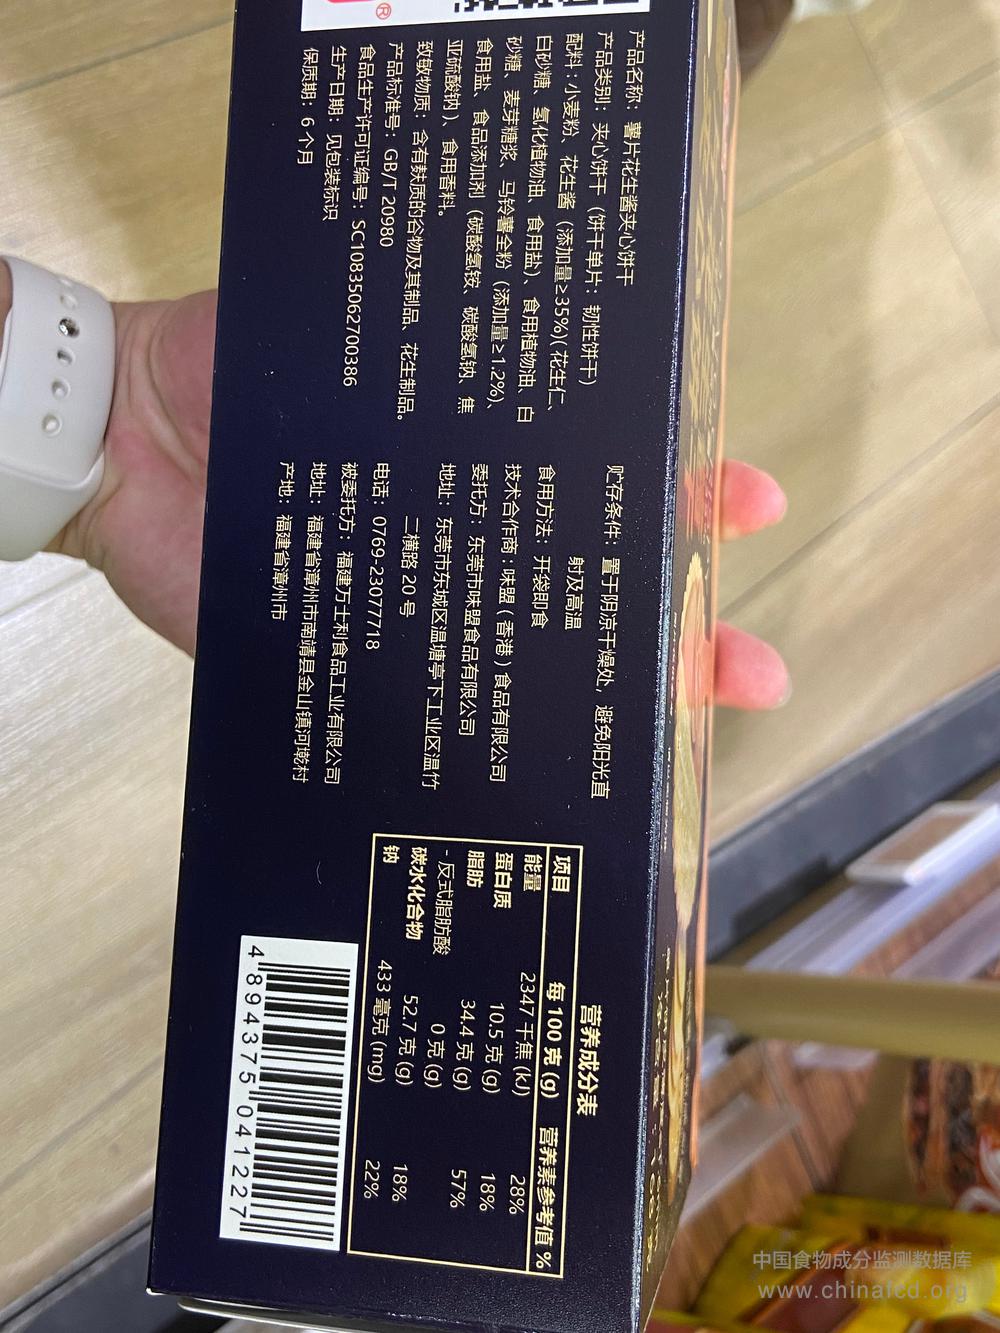 ®
产品名称：薯片花生酱夹心饼干
产品类别：夹心饼干（饼干单片：韧性饼干）
配料：小麦粉、花生酱（添加量≥35%)(花生仁、
白砂糖、氢化植物油、食用盐)、食用植物油、白
砂糖、麦芽糖浆、马铃薯全粉（添加量≥1.2%)、
食用盐、食品添加剂（碳酸氢铵、碳酸氢钠、焦
亚硫酸钠）、食用香料。
致敏物质：含有麸质的谷物及其制品、花生制品。
产品标准号：GB/T 20980
食品生产许可证编号：SC10835062700386
生产日期：见包装标识
保质期：6个月
贮存条件：置于阴凉干燥处，避免阳光直
射及高温
食用方法：开袋即食
技术合作商：味盟（香港）食品有限公司
委托方：东莞市味盟食品有限公司
地址：东莞市东城区温塘亭下工业区温竹
二横路 20 号
电话：0769-23077718
被委托方：福建万士利食品工业有限公司
地址：福建省漳州市南靖县金山镇河墘村
产地：福建省漳州市
营养成分表
项目 每 100 克 (g) 营养素参考值 %
能量 2347 千焦 (kJ) 28%
蛋白质 10.5 克 (g) 18%
脂肪 34.4 克 (g) 57%
- 反式脂肪酸 0 克 (g)
碳水化合物 52.7 克 (g) 18%
钠 433 毫克 (mg) 22%
4 894375 041227
中国食物成分监测数据库
www.chinafcd.org